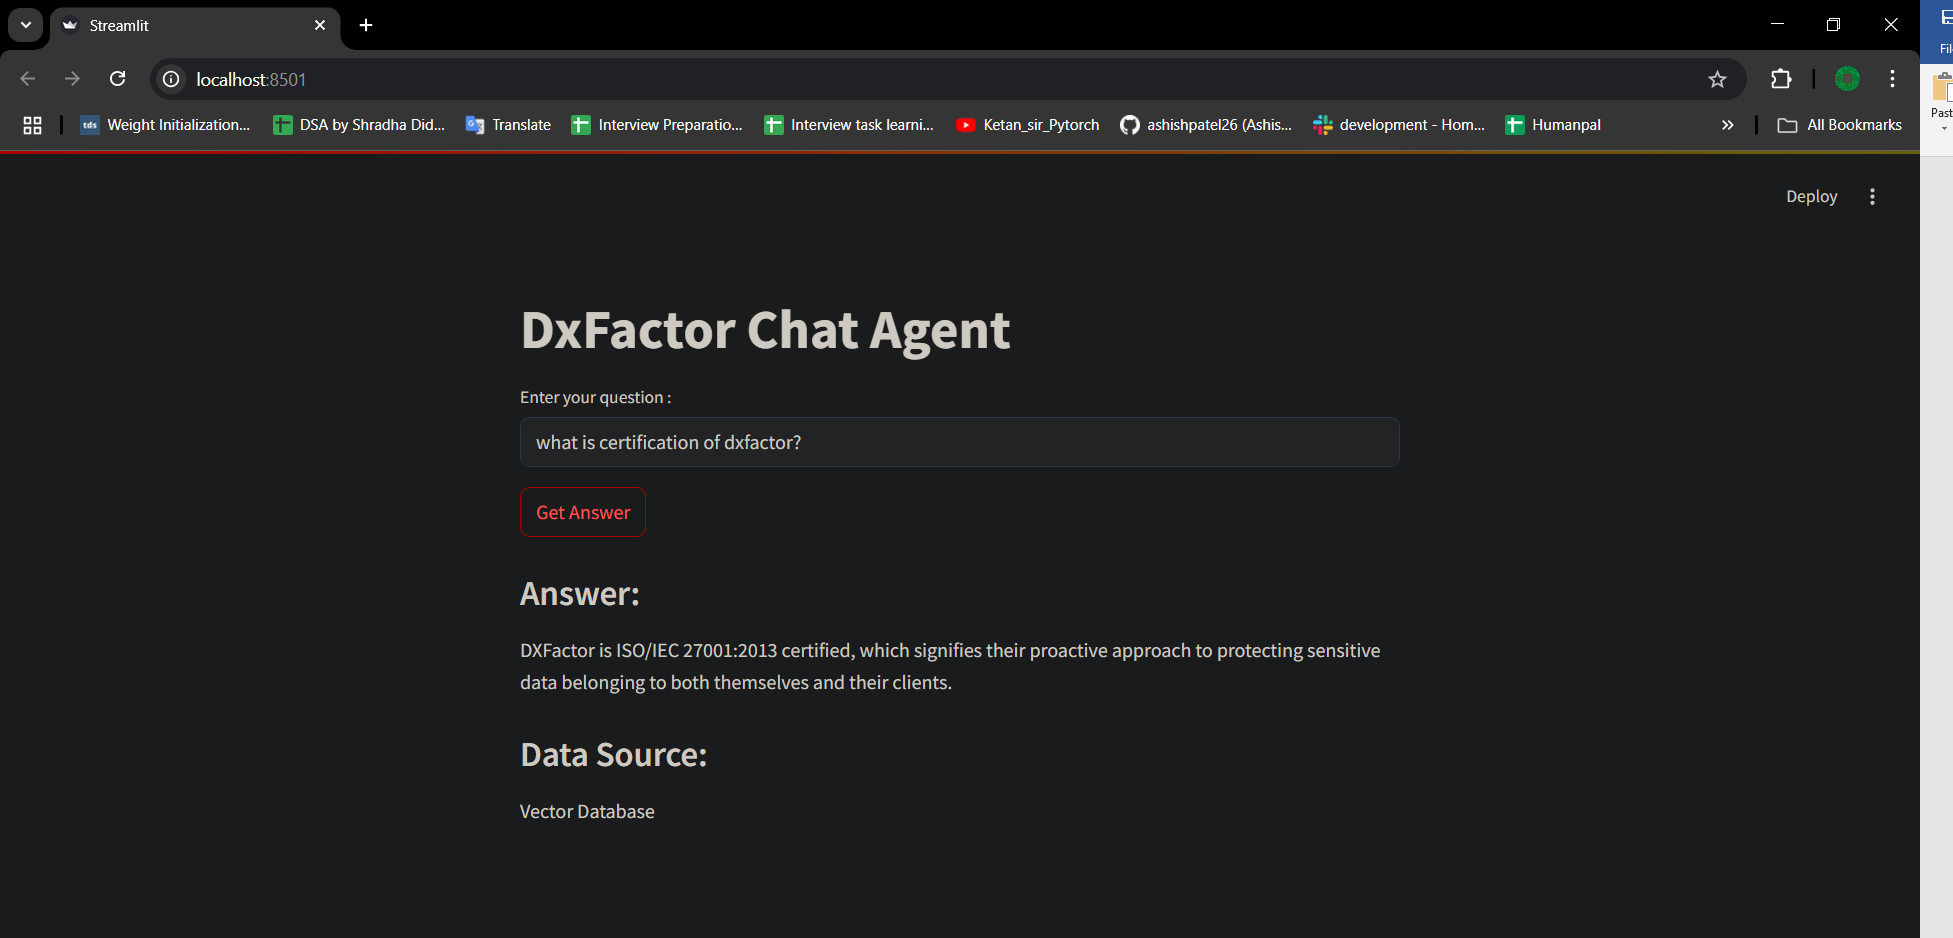 Streamlit
localhost:8501
tds Weight Initialization... DSA by Shradha Did... Translate Interview Preparatio... Interview task learni... Ketan_sir_Pytorch ashishpatel26 (Ashis... development - Hom... Humanpal All Bookmarks
Deploy
DxFactor Chat Agent
Enter your question :
what is certification of dxfactor?
Get Answer
Answer:
DXFactor is ISO/IEC 27001:2013 certified, which signifies their proactive approach to protecting sensitive
data belonging to both themselves and their clients.
Data Source:
Vector Database